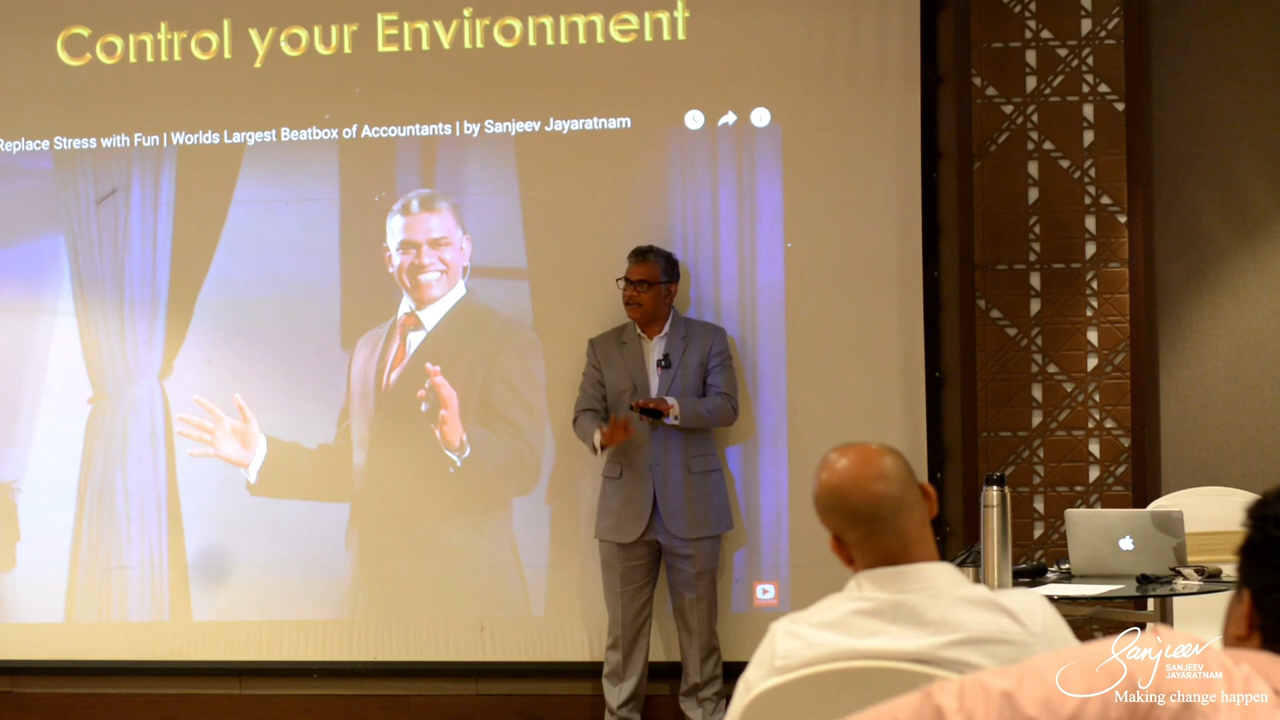 Control your Environment
Replace Stress with Fun | Worlds Largest Beatbox of Accountants | by Sanjeev Jayaratnam
Sanjeev
SANJEEV
JAYARATNAM
Making change happen